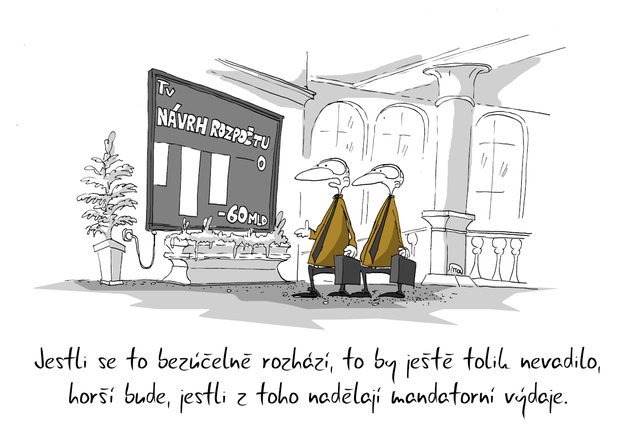 TV
NÁVRH ROZPOČTU
0
-60 MLD
Jestli se to bezúčelně rozhází, to by ještě tolik nevadilo,
horší bude, jestli z toho nadělají mandatorní výdaje.